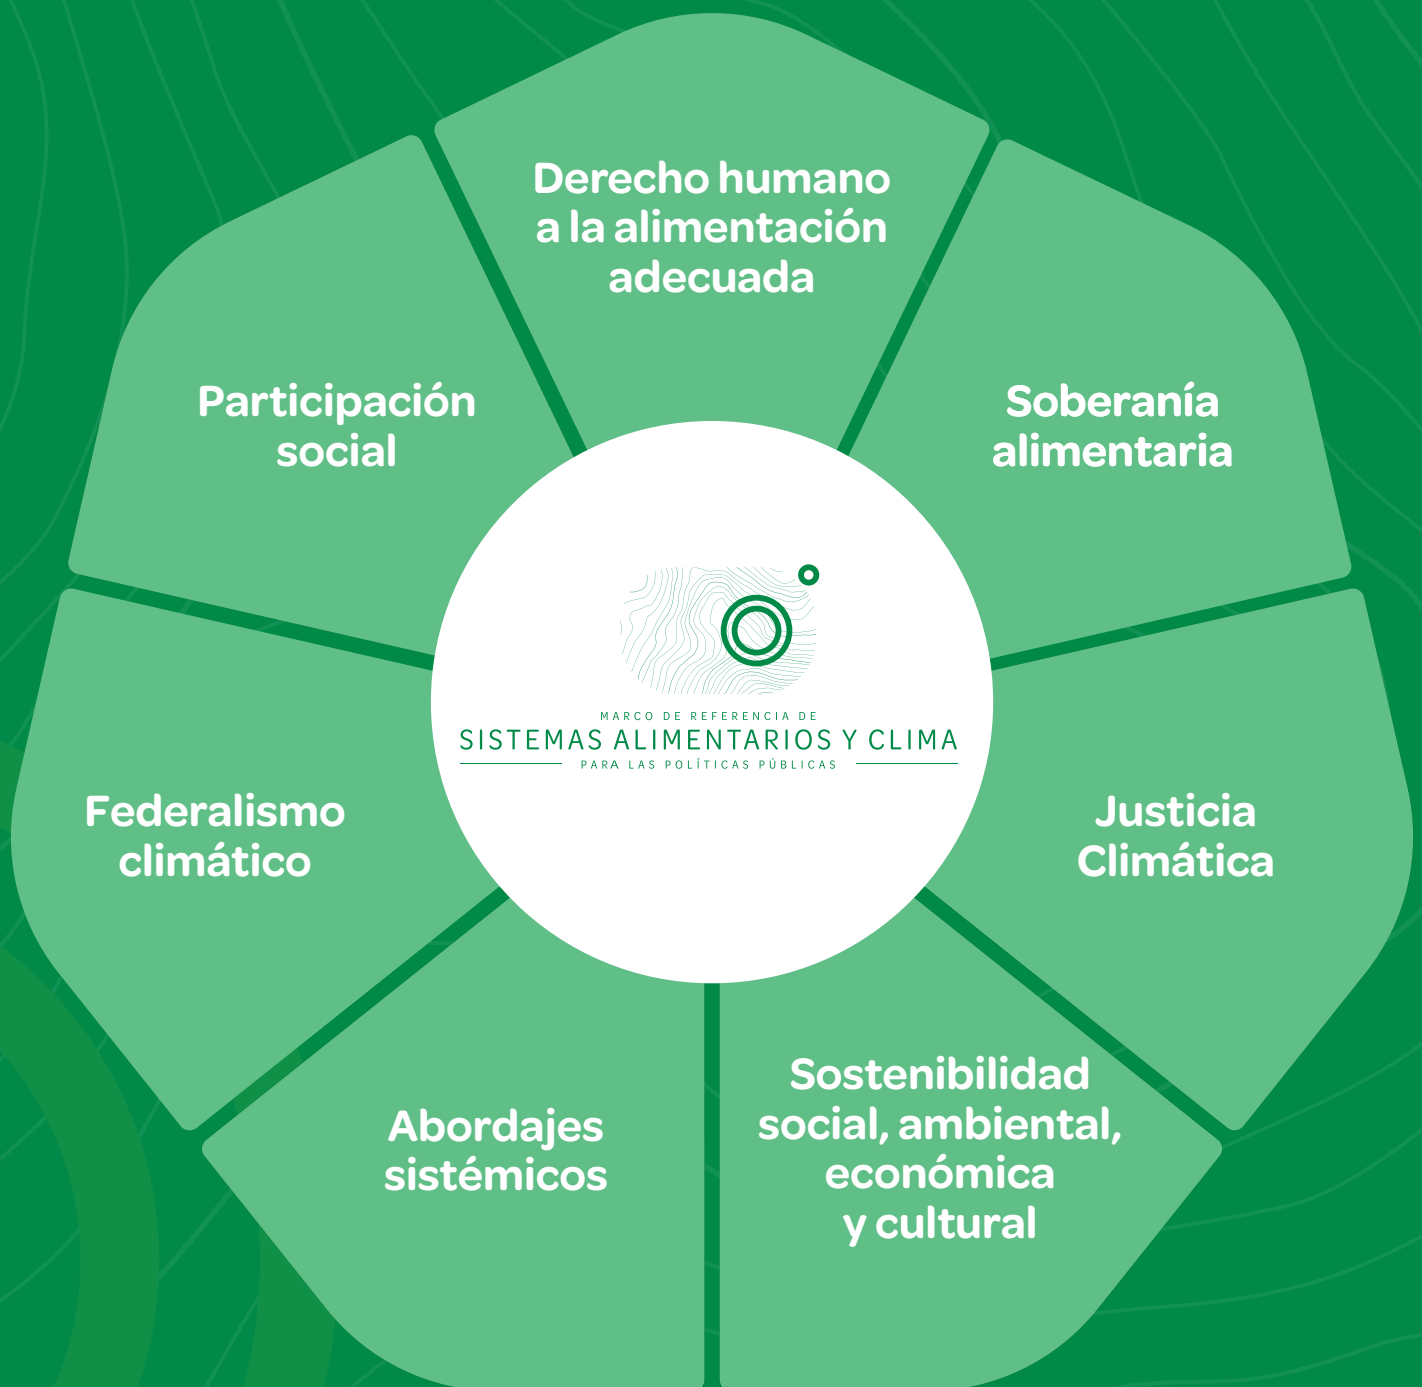 Derecho humano
a la alimentación
adecuada
Soberanía
alimentaria
Justicia
Climática
Sostenibilidad
social, ambiental,
económica
y cultural
Abordajes
sistémicos
Federalismo
climático
Participación
social
MARCO DE REFERENCIA DE
SISTEMAS ALIMENTARIOS Y CLIMA
PARA LAS POLÍTICAS PÚBLICAS